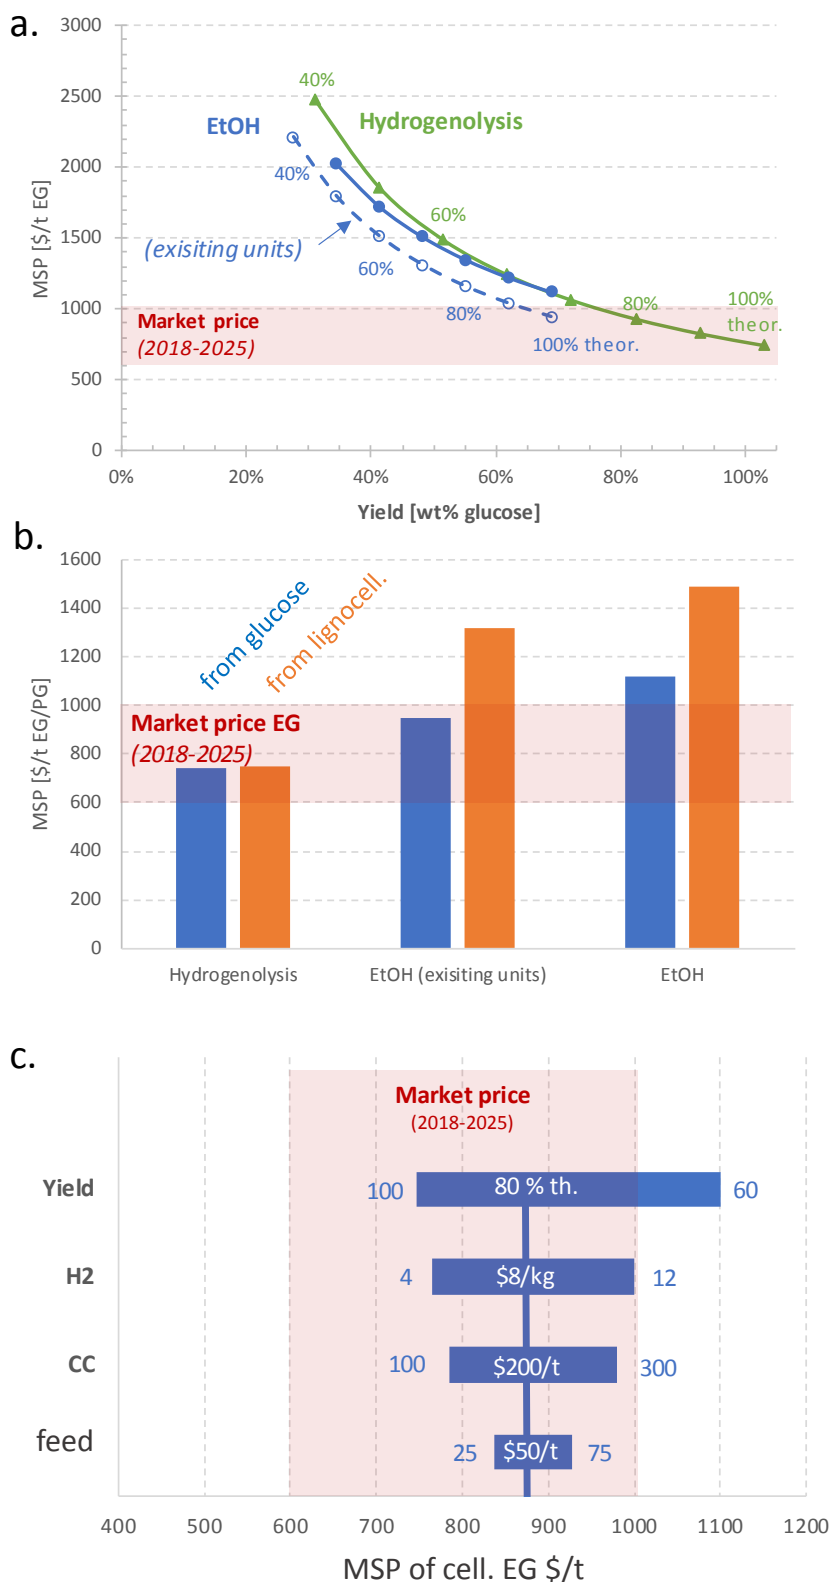 a.
3000
2500
2000
1500
1000
500
0
MSP [$/t EG]
40%
EtOH
Hydrogenolysis
40%
60%
(exisiting units)
60%
80%
80%
100%
theor.
100% theor.
Market price
(2018-2025)
0% 20% 40% 60% 80% 100%
Yield [wt% glucose]
b.
1600
1400
1200
1000
800
600
400
200
0
MSP [$/t EG/PG]
from glucose
from lignocell.
Market price EG
(2018-2025)
Hydrogenolysis EtOH (exisiting units) EtOH
c.
Market price
(2018-2025)
Yield 100 80 % th. 60
H2 4 $8/kg 12
CC 100 $200/t 300
feed 25 $50/t 75
400 500 600 700 800 900 1000 1100 1200
MSP of cell. EG $/t